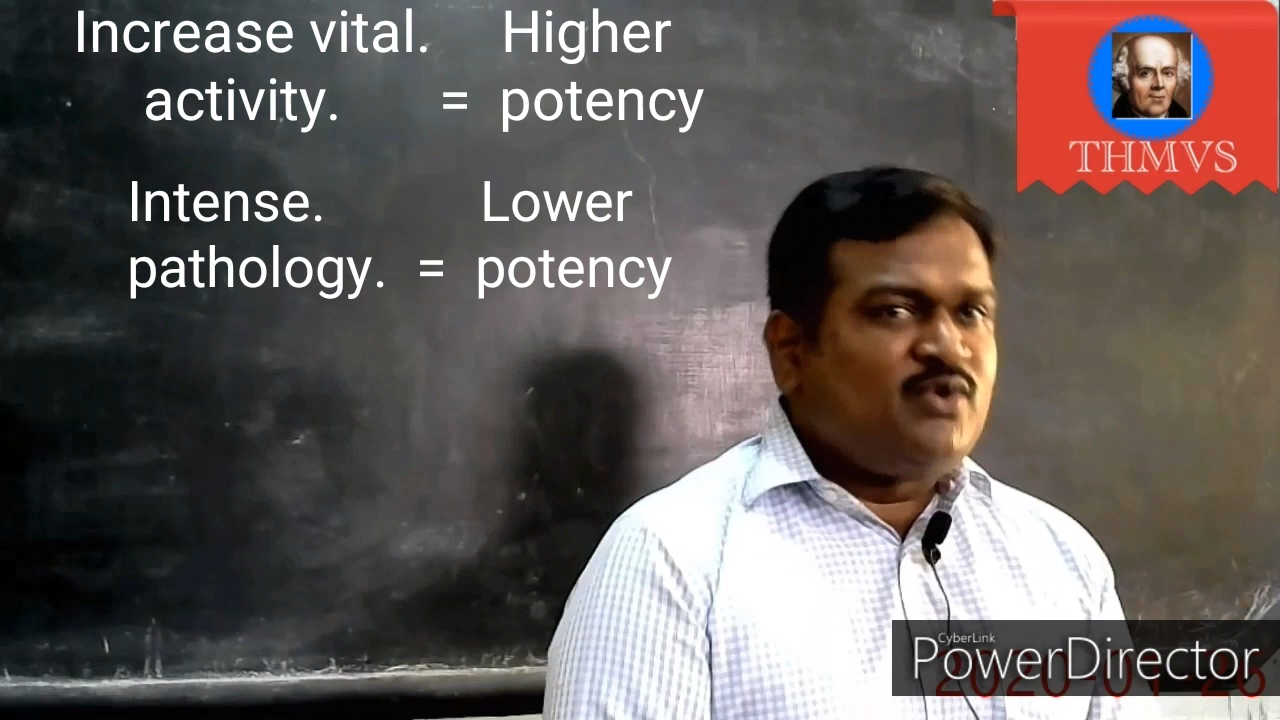 Increase vital. Higher
activity. = potency
Intense. Lower
pathology. = potency
THMVS
CyberLink
PowerDirector